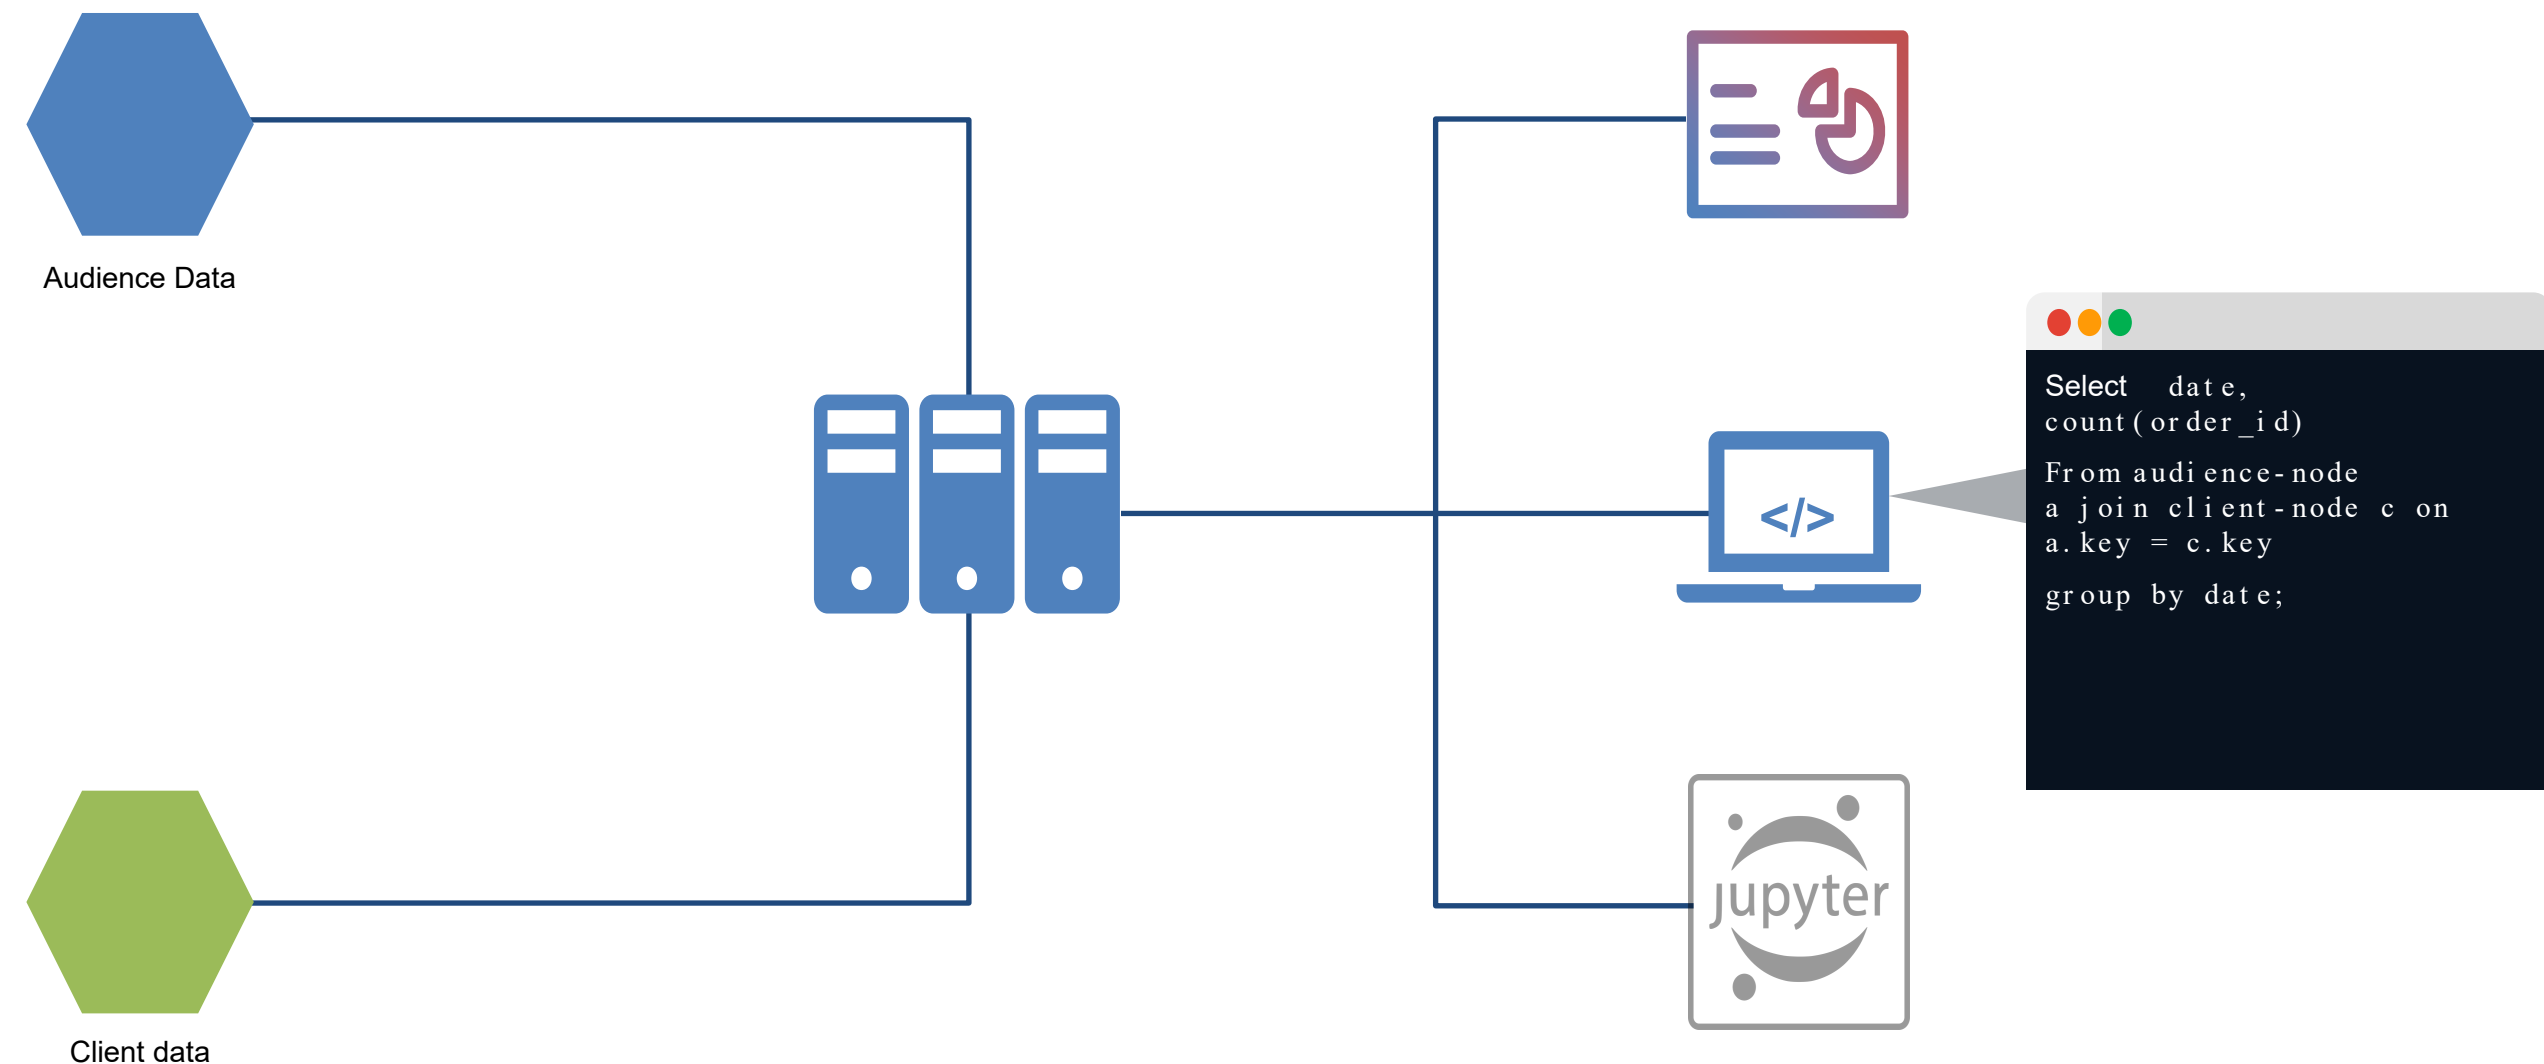 Audience Data
Select date,
count(order_id)
From audience-node
a join client-node c on
a.key = c.key
group by date;
</>
jupyter
Client data